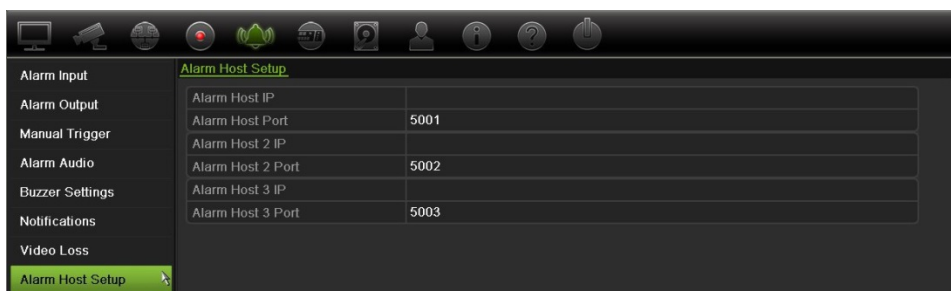 Alarm Input
Alarm Output
Manual Trigger
Alarm Audio
Buzzer Settings
Notifications
Video Loss
Alarm Host Setup
Alarm Host Setup
Alarm Host IP
Alarm Host Port 5001
Alarm Host 2 IP
Alarm Host 2 Port 5002
Alarm Host 3 IP
Alarm Host 3 Port 5003